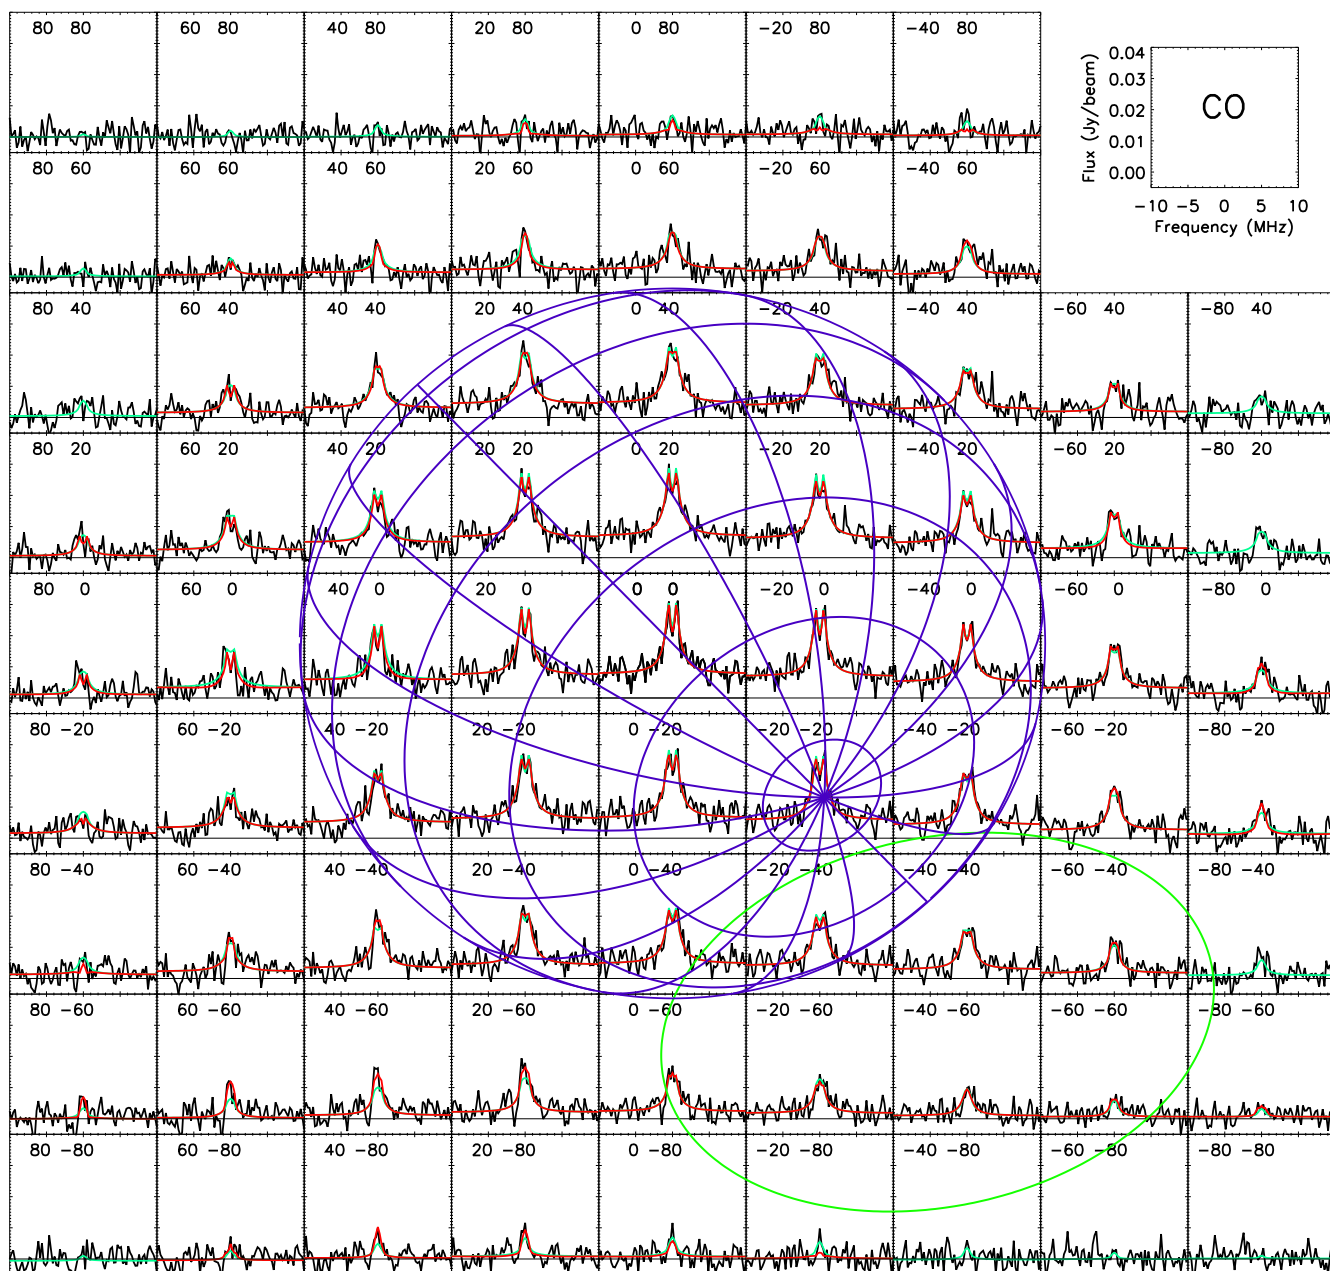 80 80 60 80 40 80 20 80 0 80 -20 80 -40 80
0.04
0.03
Flux (Jy/beam)
CO
0.02
0.01
0.00
-10 -5 0 5 10
Frequency (MHz)
80 60 60 60 40 60 20 60 0 60 -20 60 -40 60
80 40 60 40 40 40 20 40 0 40 -20 40 -40 40 -60 40 -80 40
80 20 60 20 40 20 20 20 0 20 -20 20 -40 20 -60 20 -80 20
80 0 60 0 40 0 20 0 0 0 -20 0 -40 0 -60 0 -80 0
80 -20 60 -20 40 -20 20 -20 0 -20 -20 -20 -40 -20 -60 -20 -80 -20
80 -40 60 -40 40 -40 20 -40 0 -40 -20 -40 -40 -40 -60 -40 -80 -40
80 -60 60 -60 40 -60 20 -60 0 -60 -20 -60 -40 -60 -60 -60 -80 -60
80 -80 60 -80 40 -80 20 -80 0 -80 -20 -80 -40 -80 -60 -80 -80 -80